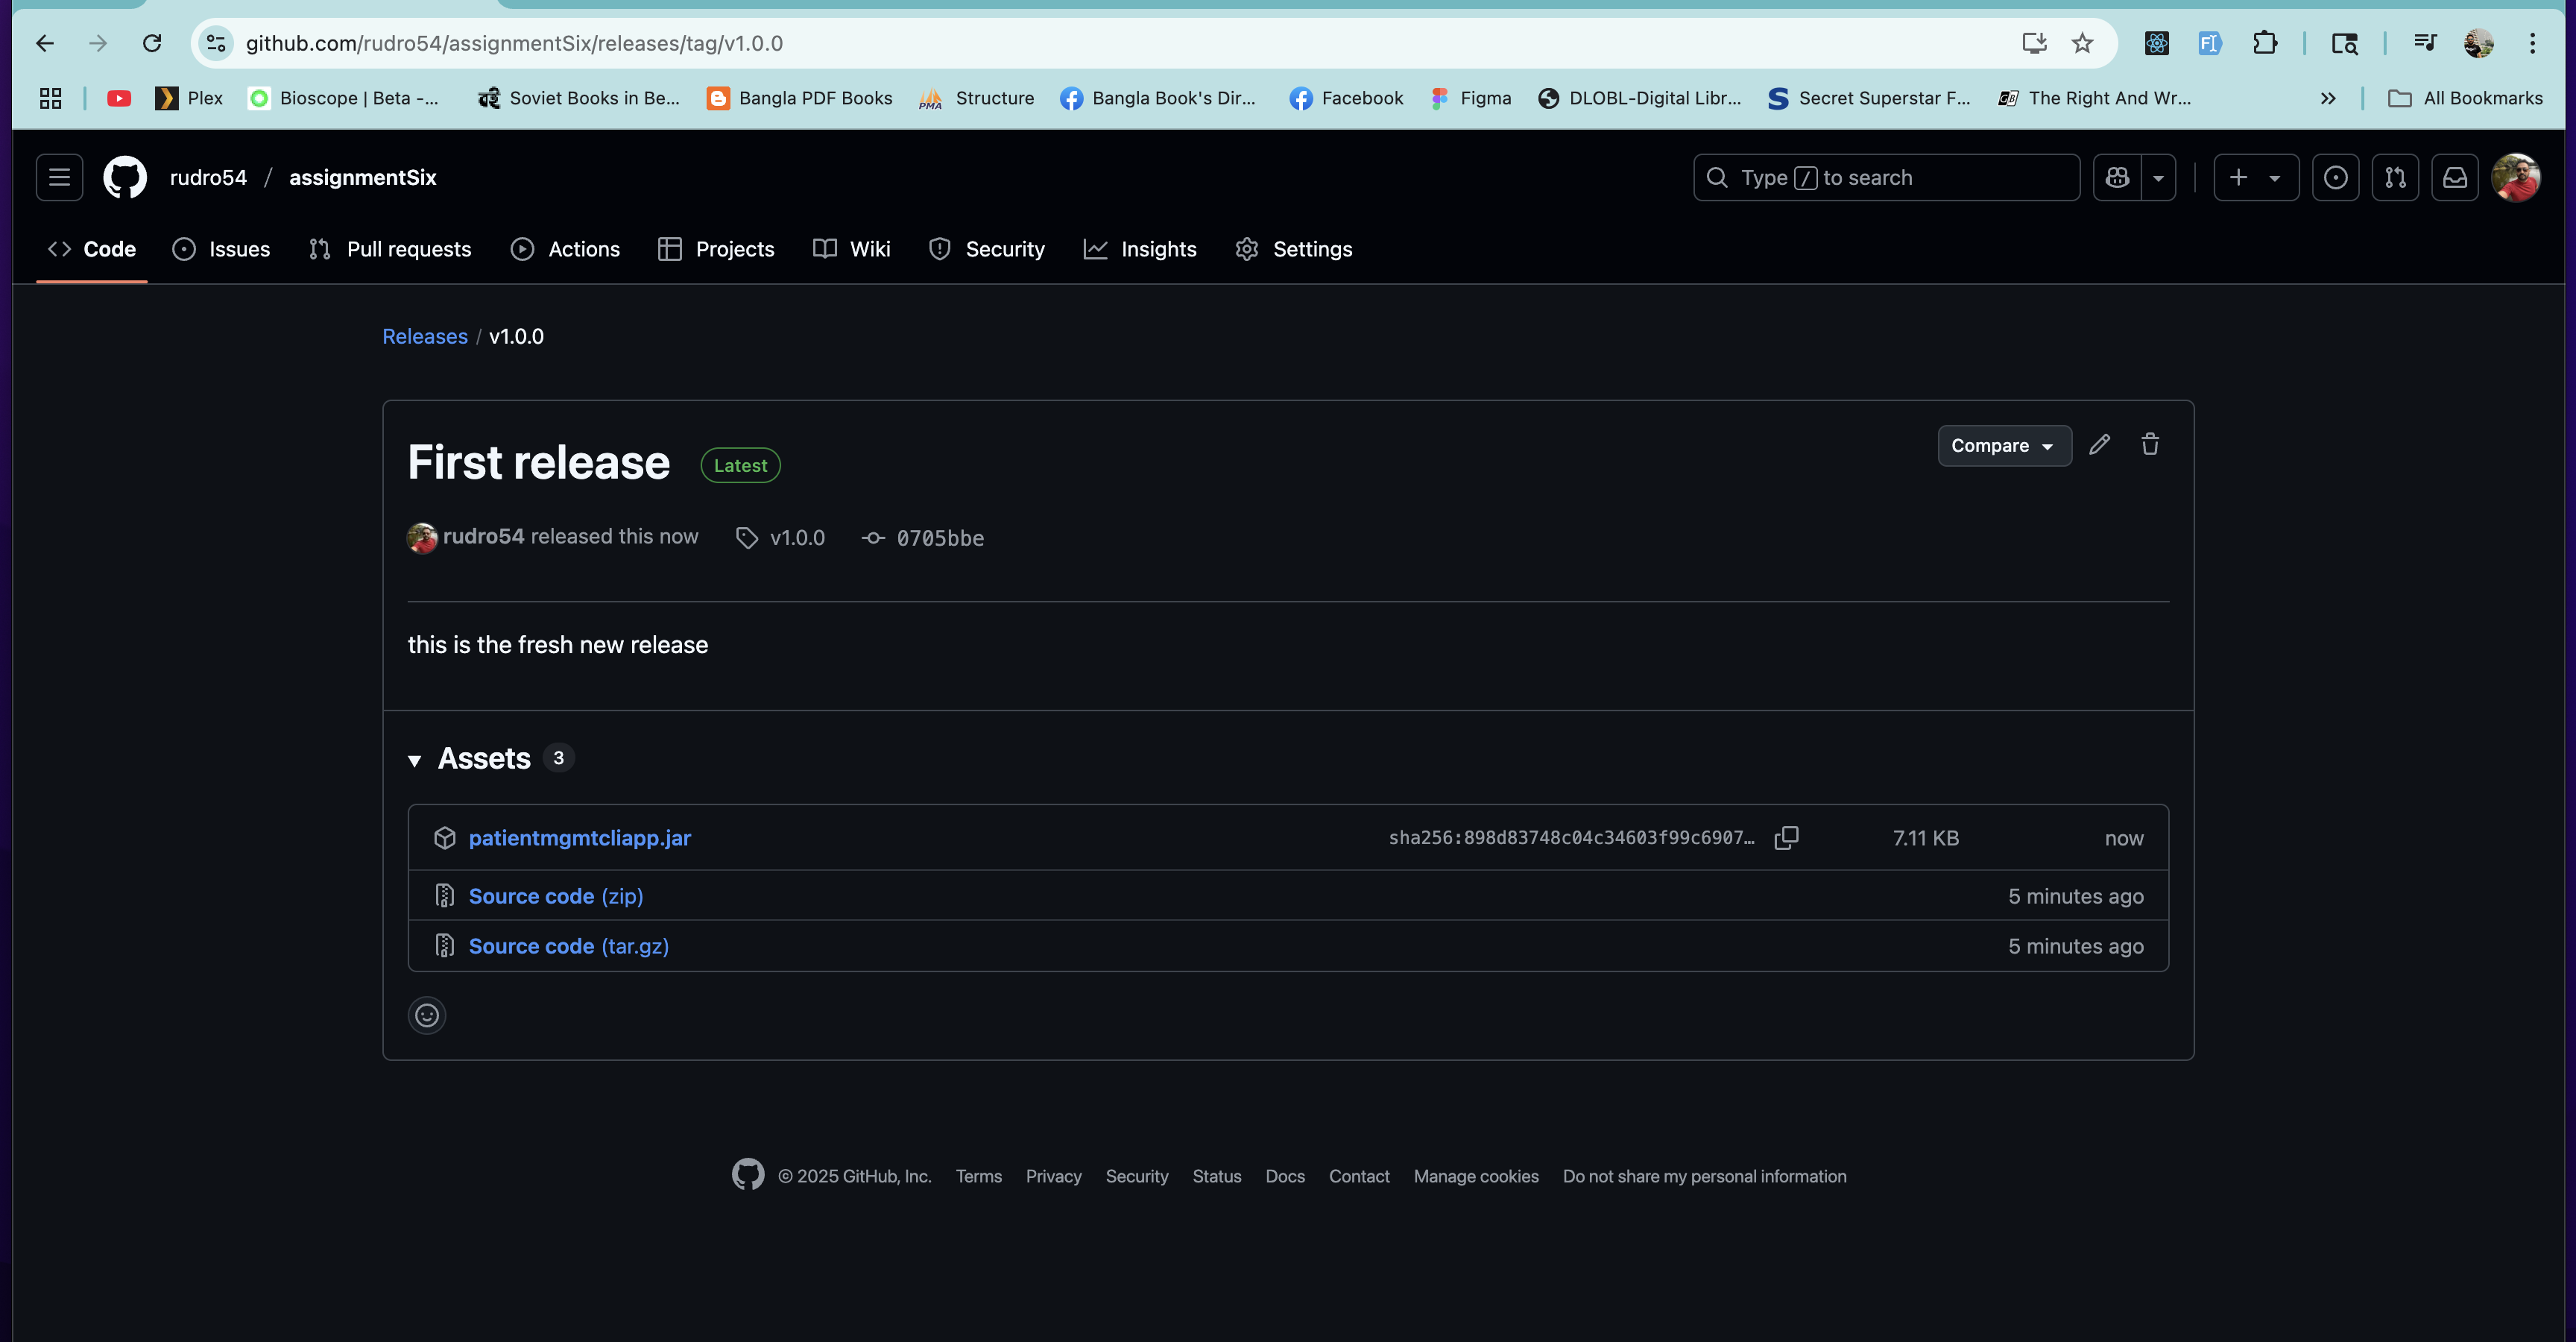 github.com/rudro54/assignmentSix/releases/tag/v1.0.0
Plex
Bioscope | Beta -...
Soviet Books in Be...
Bangla PDF Books
PMA
Structure
Bangla Book's Dir...
Facebook
Figma
DLOBL-Digital Libr...
Secret Superstar F...
The Right And Wr...
All Bookmarks
rudro54 / assignmentSix
Type / to search
Code
Issues
Pull requests
Actions
Projects
Wiki
Security
Insights
Settings
Releases / v1.0.0
First release
Latest
Compare
rudro54 released this now
v1.0.0
0705bbe
this is the fresh new release
Assets 3
patientmgmtcliapp.jar
sha256:898d83748c04c34603f99c6907…
7.11 KB
now
Source code (zip)
5 minutes ago
Source code (tar.gz)
5 minutes ago
© 2025 GitHub, Inc.
Terms
Privacy
Security
Status
Docs
Contact
Manage cookies
Do not share my personal information